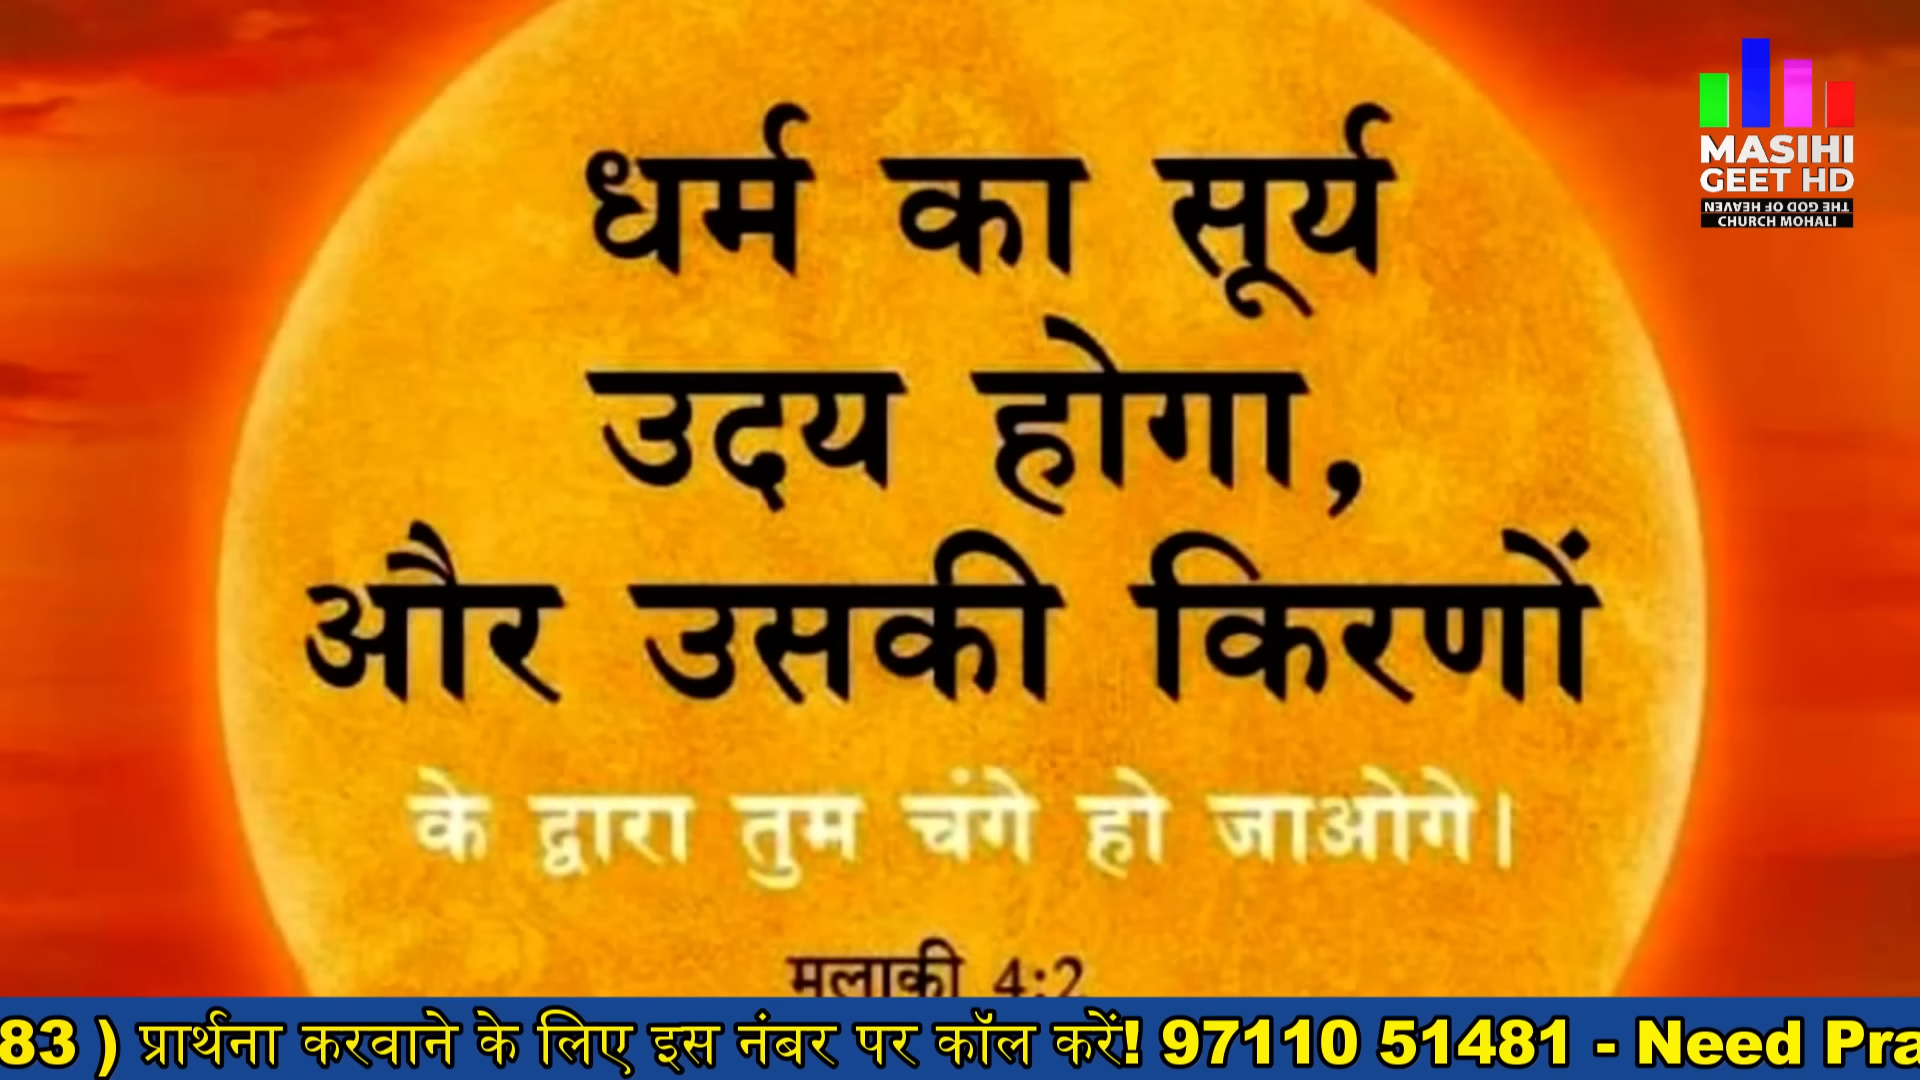 धर्म का सूर्य
उदय होगा,
और उसकी किरणों
के द्वारा तुम चंगे हो जाओगे।
मलाकी 4:2
MASIHI
GEET HD
THE GOD OF HEAVEN
CHURCH MOHALI
83 ) प्रार्थना करवाने के लिए इस नंबर पर कॉल करें! 97110 51481 - Need Pra